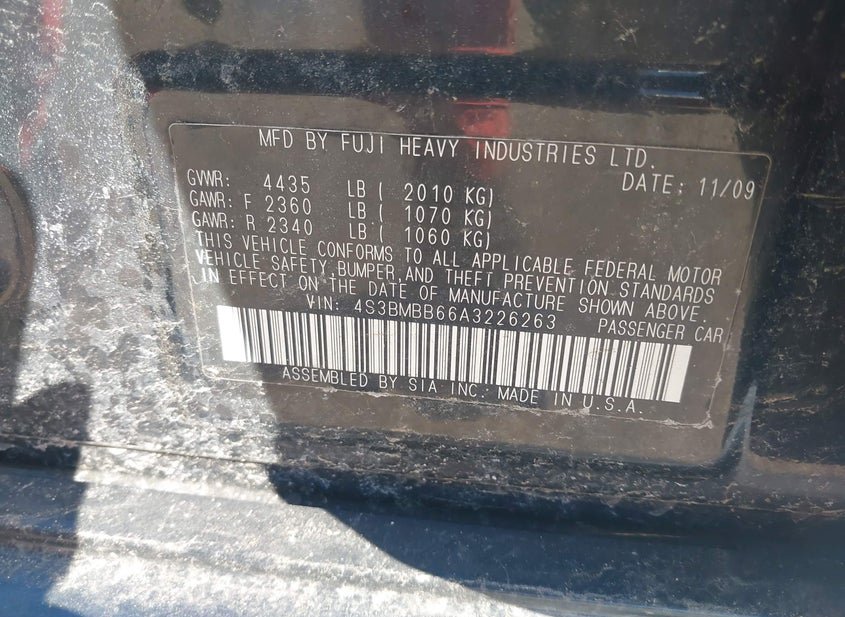 MFD BY FUJI HEAVY INDUSTRIES LTD.
GVWR: 4435 LB ( 2010 KG) DATE: 11/09
GAWR: F 2360 LB ( 1070 KG)
GAWR: R 2340 LB ( 1060 KG)
THIS VEHICLE CONFORMS TO ALL APPLICABLE FEDERAL MOTOR
VEHICLE SAFETY, BUMPER, AND THEFT PREVENTION STANDARDS
IN EFFECT ON THE DATE OF MANUFACTURE SHOWN ABOVE.
VIN: 4S3BMBB66A3226263 PASSENGER CAR
ASSEMBLED BY SIA INC. MADE IN U.S.A.